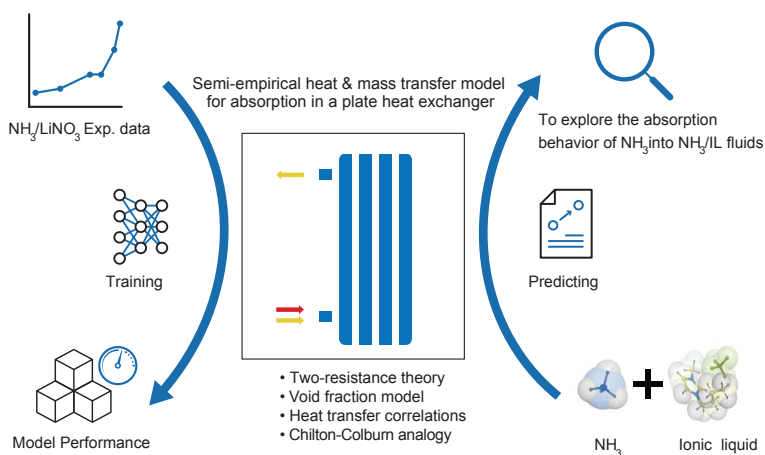 NH₃/LiNO₃ Exp. data
Training
Model Performance
Semi-empirical heat & mass transfer model
for absorption in a plate heat exchanger
• Two-resistance theory
• Void fraction model
• Heat transfer correlations
• Chilton-Colburn analogy
To explore the absorption
behavior of NH₃into NH₃/IL fluids
Predicting
NH₃
Ionic liquid